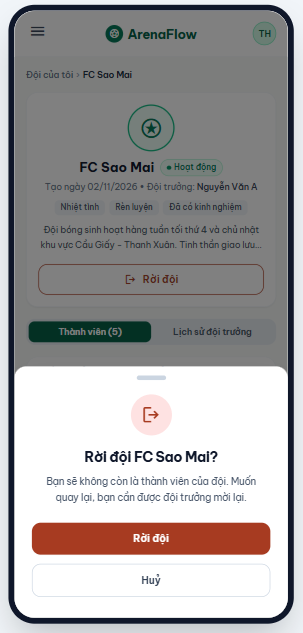 ArenaFlow
TH
Đội của tôi › FC Sao Mai
FC Sao Mai
Hoạt động
Tạo ngày 02/11/2026 • Đội trưởng: Nguyễn Văn A
Nhiệt tình
Rèn luyện
Đã có kinh nghiệm
Đội bóng sinh hoạt hàng tuần tối thứ 4 và chủ nhật
khu vực Cầu Giấy - Thanh Xuân. Tinh thần giao lưu...
Rời đội
Thành viên (5)
Lịch sử đội trưởng
Rời đội FC Sao Mai?
Bạn sẽ không còn là thành viên của đội. Muốn
quay lại, bạn cần được đội trưởng mời lại.
Rời đội
Huỷ